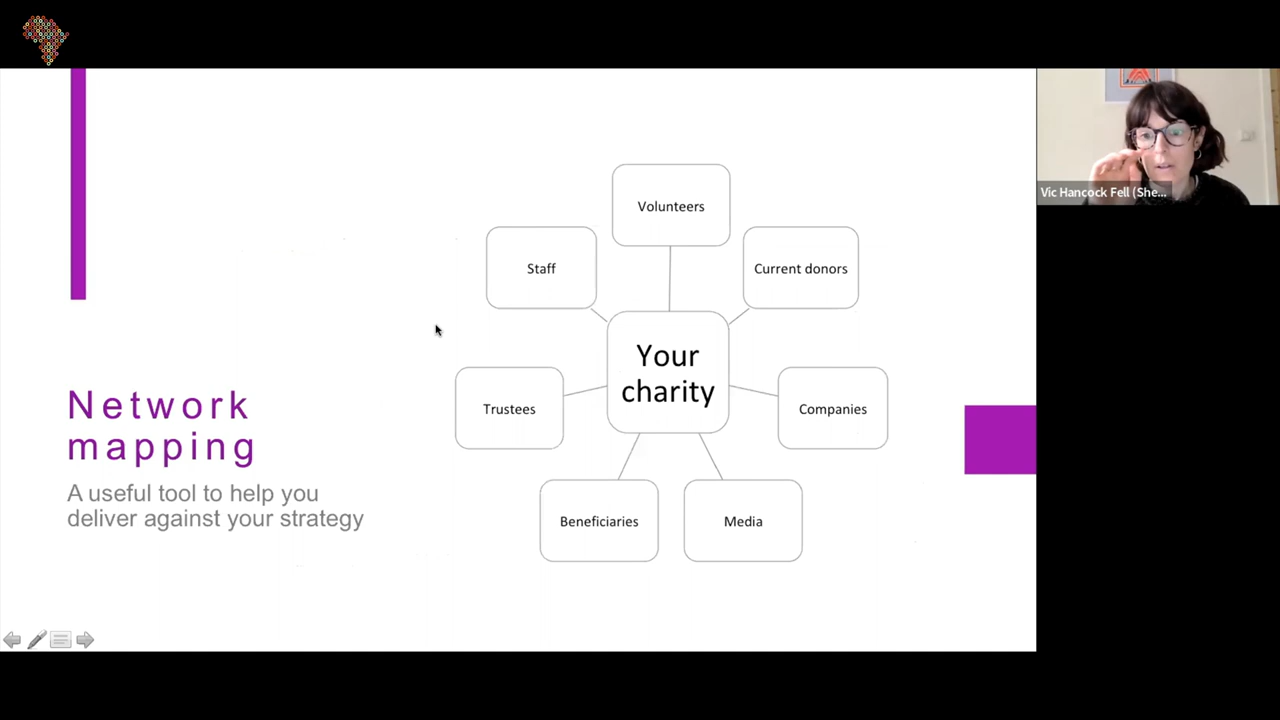 Network
mapping
A useful tool to help you
deliver against your strategy
Volunteers
Staff
Current donors
Your
charity
Trustees
Companies
Beneficiaries
Media
Vic Hancock Fell (She...